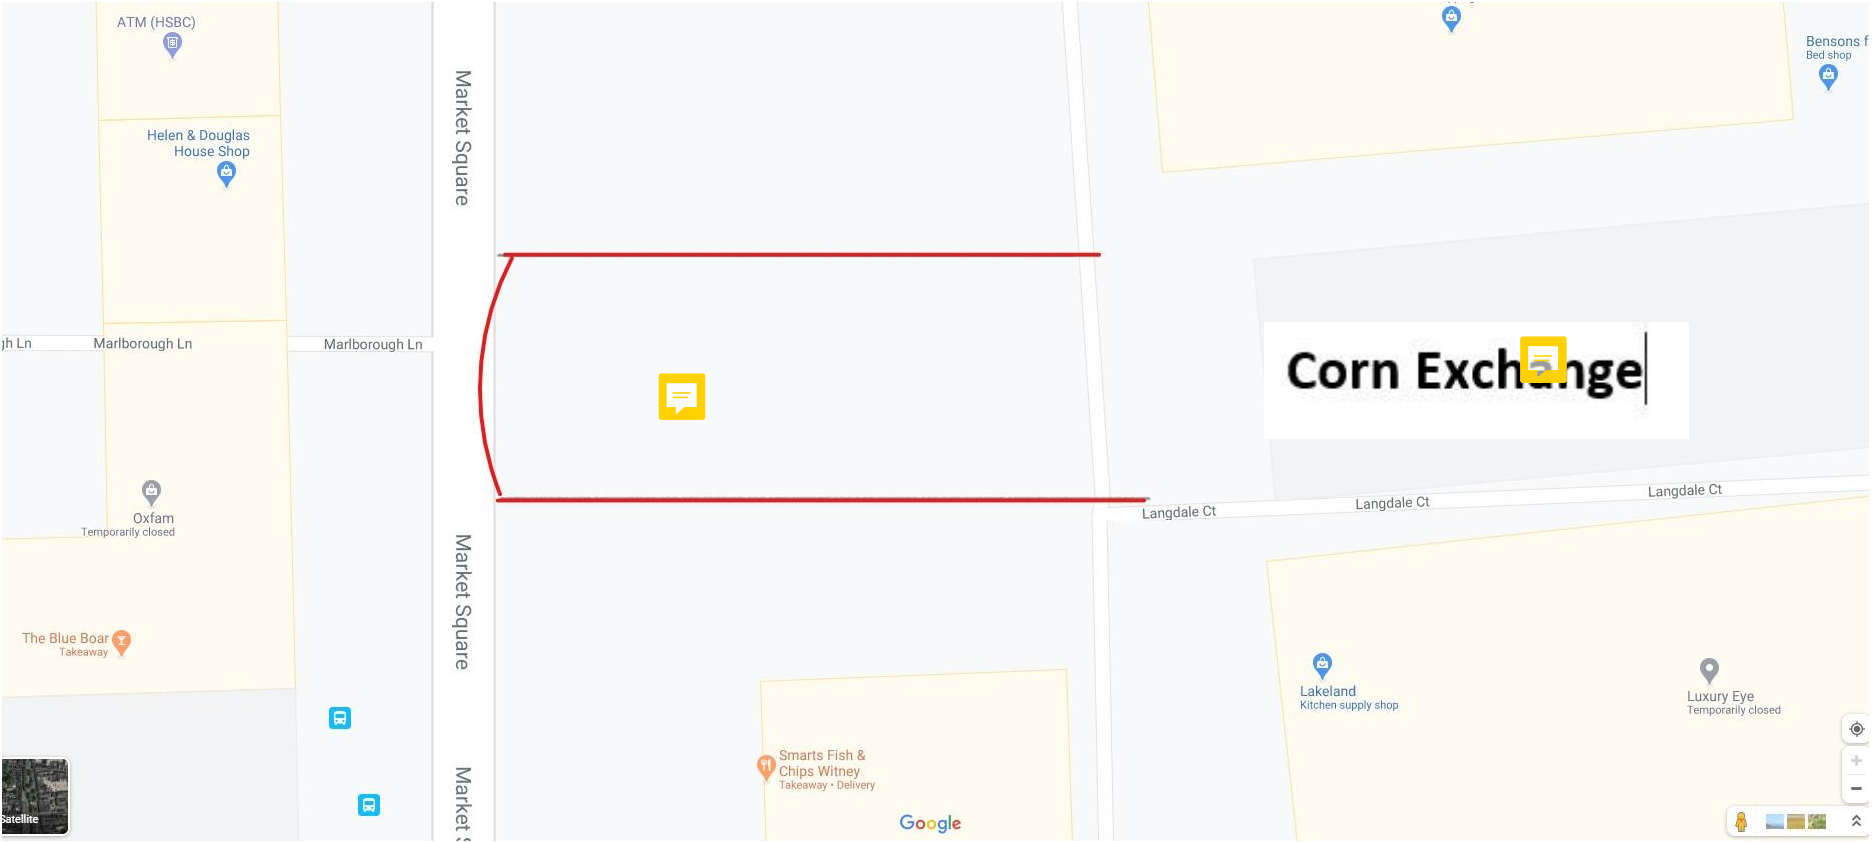 ATM (HSBC)
Bensons f
Bed shop
Market Square
Helen & Douglas
House Shop
gh Ln
Marlborough Ln
Marlborough Ln
Corn Exchange
Oxfam
Temporarily closed
Langdale Ct
Langdale Ct
Langdale Ct
Market Square
The Blue Boar
Takeaway
Lakeland
Kitchen supply shop
Luxury Eye
Temporarily closed
Smarts Fish &
Chips Witney
Takeaway • Delivery
Market S
Satellite
Google